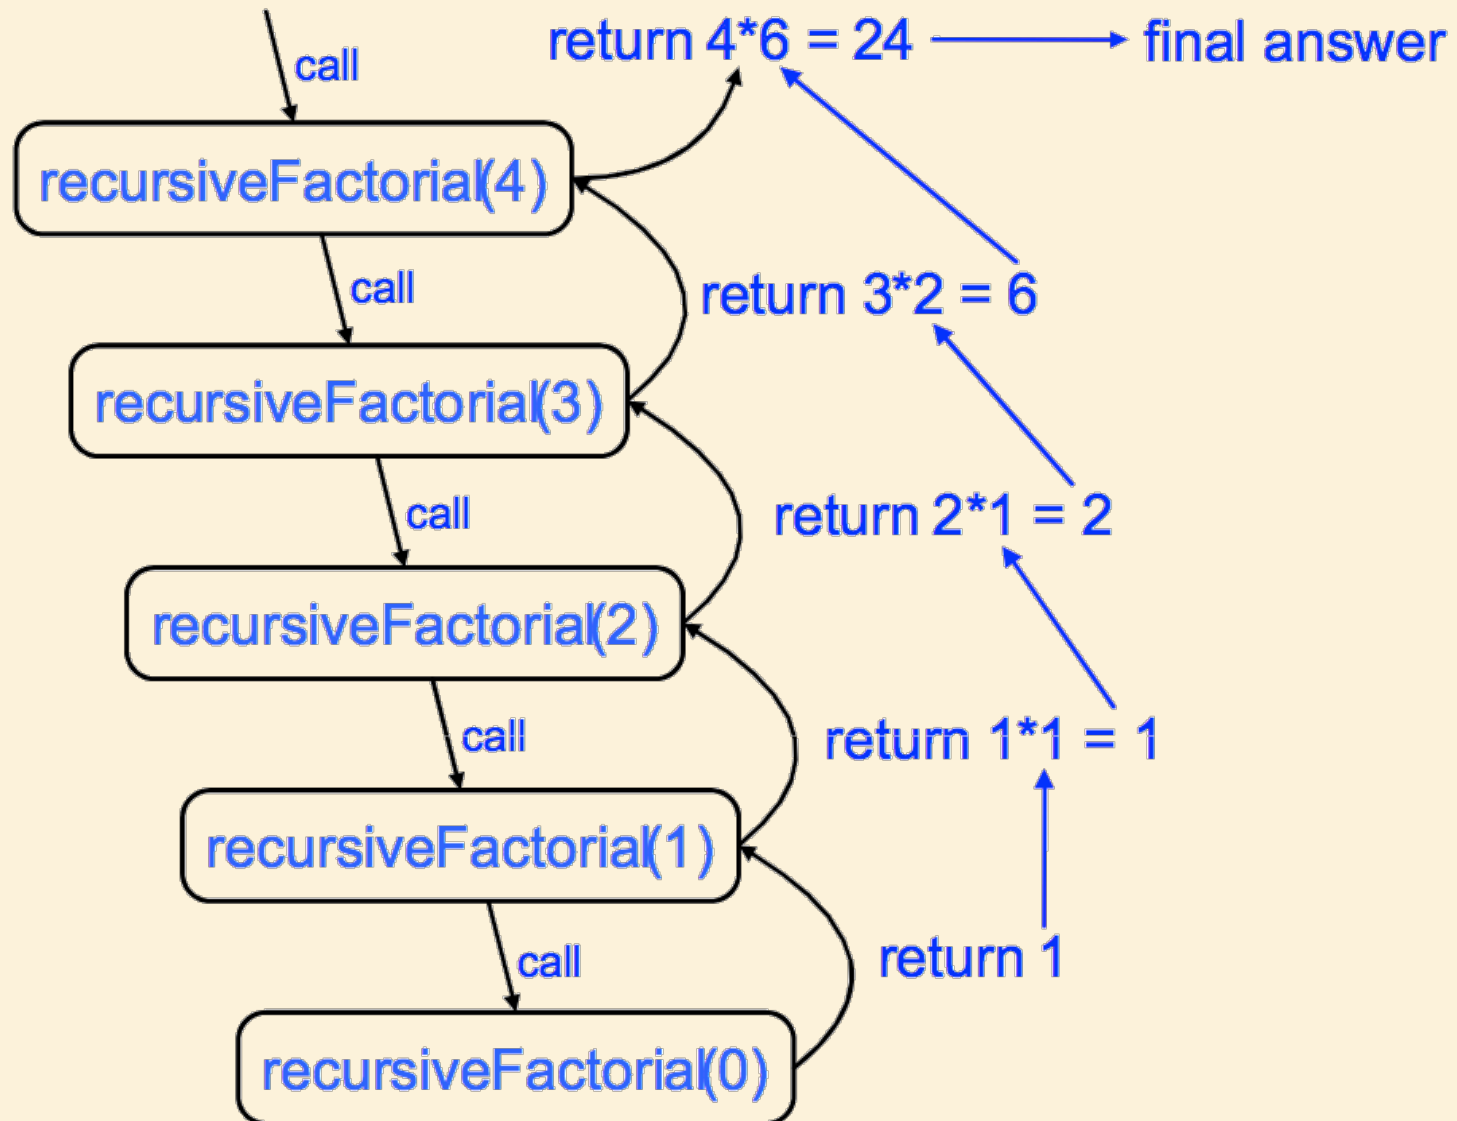 return 4*6 = 24 final answer
call
recursiveFactorial(4)
call
return 3*2 = 6
recursiveFactorial(3)
call
return 2*1 = 2
recursiveFactorial(2)
call
return 1*1 = 1
recursiveFactorial(1)
call
return 1
recursiveFactorial(0)